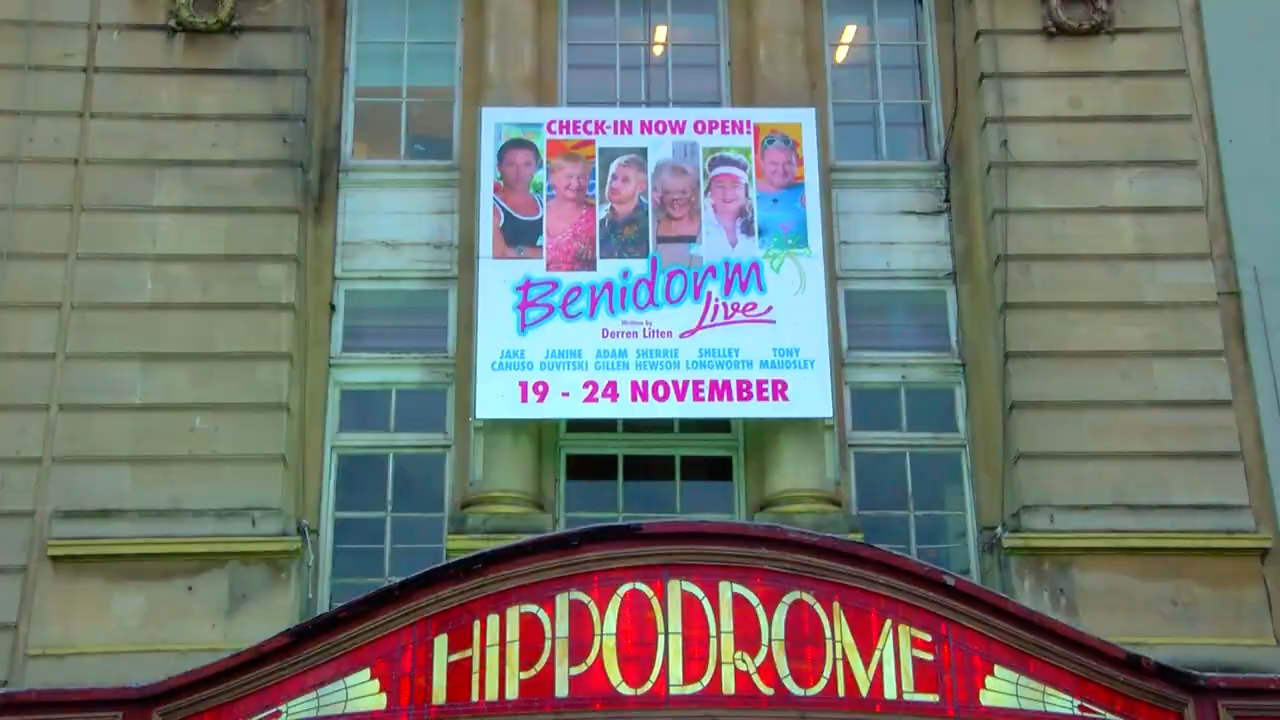 CHECK-IN NOW OPEN!
Benidorm
Live
Written by
Derren Litten
JAKE JANINE ADAM SHERRIE SHELLEY TONY
CANUSO DUVITSKI GILLEN HEWSON LONGWORTH MAUDSLEY
19 - 24 NOVEMBER
HIPPODROME